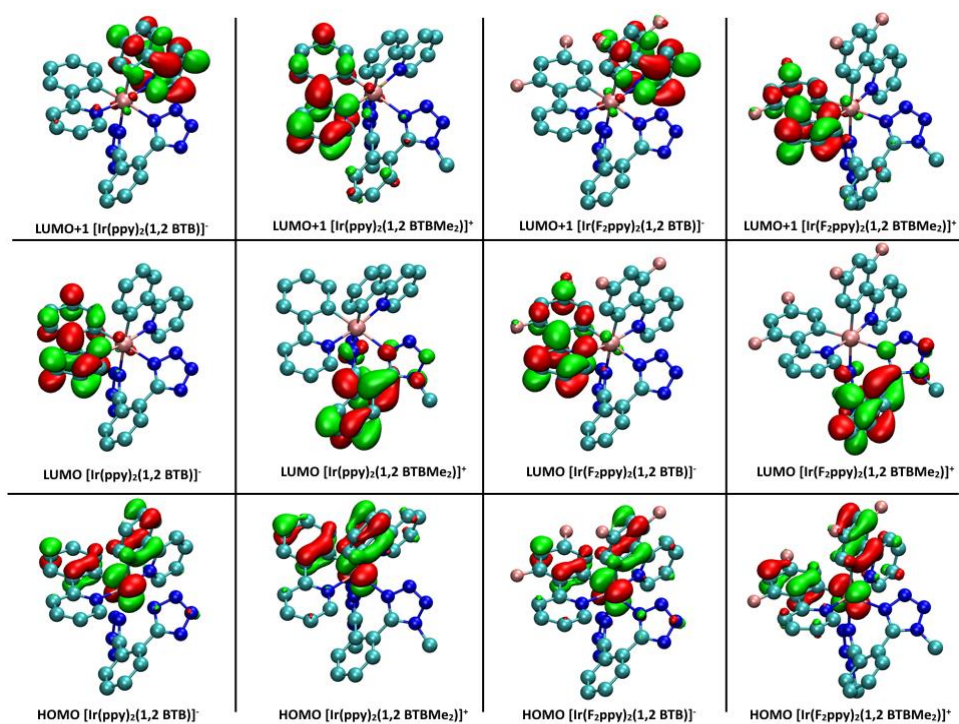 LUMO+1 [Ir(ppy)₂(1,2 BTB)]⁻
LUMO+1 [Ir(ppy)₂(1,2 BTBMe₂)]⁺
LUMO+1 [Ir(F₂ppy)₂(1,2 BTB)]⁻
LUMO+1 [Ir(F₂ppy)₂(1,2 BTBMe₂)]⁺
LUMO [Ir(ppy)₂(1,2 BTB)]⁻
LUMO [Ir(ppy)₂(1,2 BTBMe₂)]⁺
LUMO [Ir(F₂ppy)₂(1,2 BTB)]⁻
LUMO [Ir(F₂ppy)₂(1,2 BTBMe₂)]⁺
HOMO [Ir(ppy)₂(1,2 BTB)]⁻
HOMO [Ir(ppy)₂(1,2 BTBMe₂)]⁺
HOMO [Ir(F₂ppy)₂(1,2 BTB)]⁻
HOMO [Ir(F₂ppy)₂(1,2 BTBMe₂)]⁺